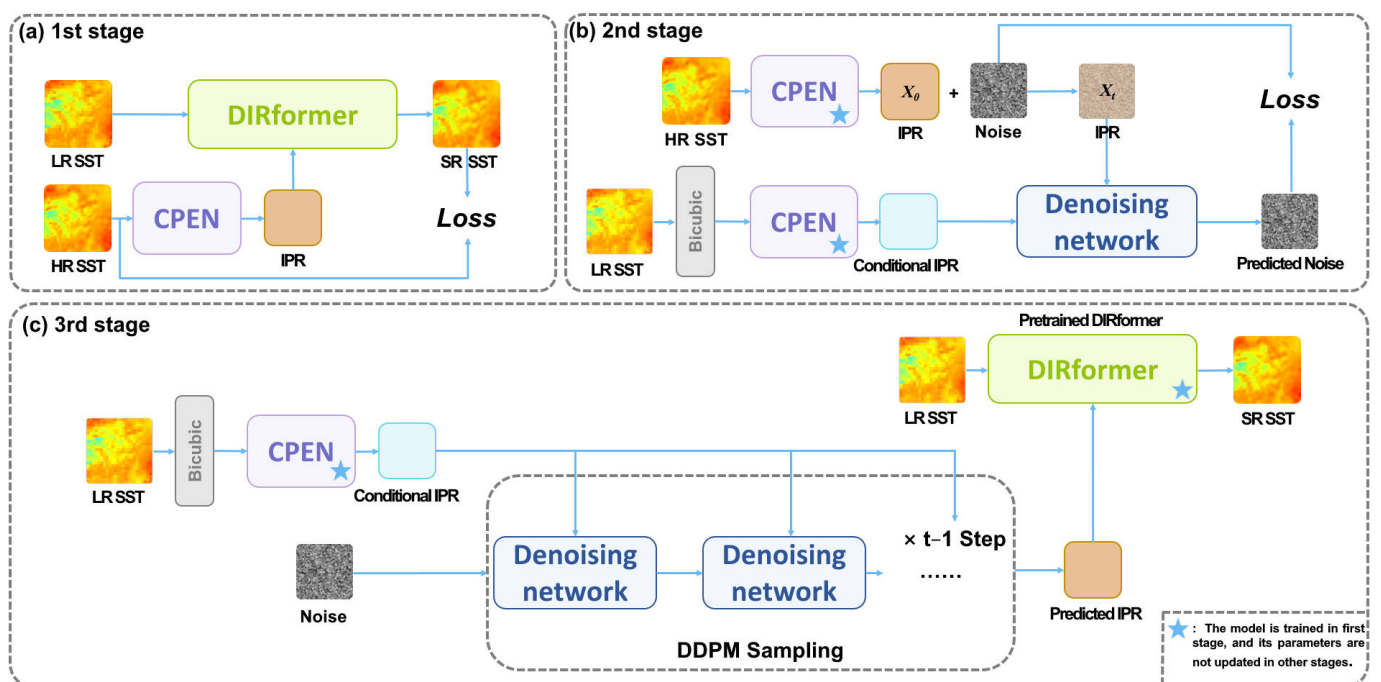 (a) 1st stage
DIRformer
LR SST
SR SST
CPEN
Loss
HR SST
IPR
(b) 2nd stage
CPEN
X0
+
Xt
Loss
HR SST
IPR
Noise
IPR
Bicubic
CPEN
Denoising
network
LR SST
Conditional IPR
Predicted Noise
(c) 3rd stage
Pretrained DIRformer
DIRformer
LR SST
SR SST
Bicubic
CPEN
LR SST
Conditional IPR
× t–1 Step
Denoising
network
Denoising
network
......
Noise
Predicted IPR
DDPM Sampling
: The model is trained in first
stage, and its parameters are
not updated in other stages.